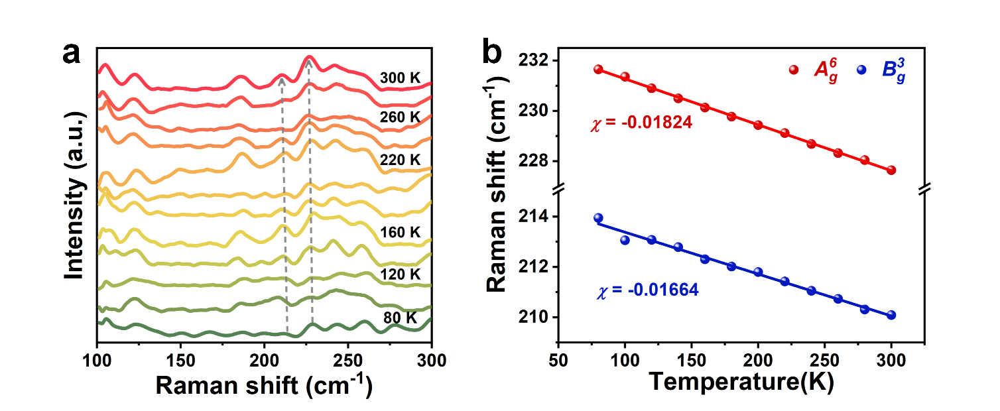 a
300 K
260 K
220 K
160 K
120 K
80 K
Intensity (a.u.)
100 150 200 250 300
Raman shift (cm⁻¹)
b
232
230
228
214
212
210
A⁶g B³g
χ = -0.01824
χ = -0.01664
Raman shift (cm⁻¹)
50 100 150 200 250 300
Temperature(K)